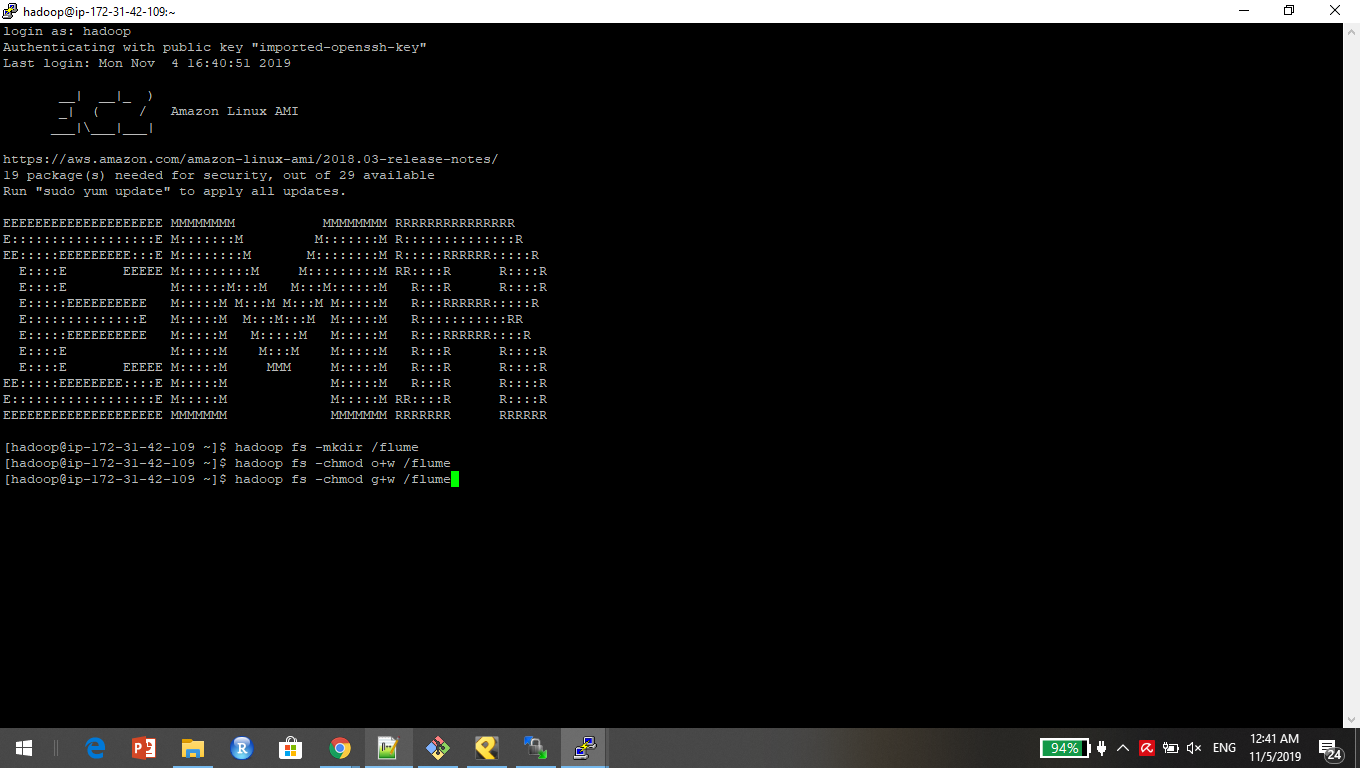 hadoop@ip-172-31-42-109:~
login as: hadoop
Authenticating with public key "imported-openssh-key"
Last login: Mon Nov  4 16:40:51 2019
       __|  __|_  )
       _|  (     /   Amazon Linux AMI
      ___|\___|___|
https://aws.amazon.com/amazon-linux-ami/2018.03-release-notes/
19 package(s) needed for security, out of 29 available
Run "sudo yum update" to apply all updates.
EEEEEEEEEEEEEEEEEEEE MMMMMMMM           MMMMMMMM RRRRRRRRRRRRRRR
E::::::::::::::::::E M:::::::M         M:::::::M R::::::::::::::R
EE:::::EEEEEEEEE:::E M::::::::M       M::::::::M R:::::RRRRRR:::::R
  E::::E       EEEEE M:::::::::M     M:::::::::M RR::::R      R::::R
  E::::E             M::::::M:::M   M:::M::::::M   R:::R      R::::R
  E:::::EEEEEEEEEE   M:::::M M:::M M:::M M:::::M   R:::RRRRRR:::::R
  E::::::::::::::E   M:::::M  M:::M:::M  M:::::M   R:::::::::::RR
  E:::::EEEEEEEEEE   M:::::M   M:::::M   M:::::M   R:::RRRRRR::::R
  E::::E             M:::::M    M:::M    M:::::M   R:::R      R::::R
  E::::E       EEEEE M:::::M     MMM     M:::::M   R:::R      R::::R
EE:::::EEEEEEEE::::E M:::::M             M:::::M   R:::R      R::::R
E::::::::::::::::::E M:::::M             M:::::M RR::::R      R::::R
EEEEEEEEEEEEEEEEEEEE MMMMMMM             MMMMMMM RRRRRRR      RRRRRR
[hadoop@ip-172-31-42-109 ~]$ hadoop fs -mkdir /flume
[hadoop@ip-172-31-42-109 ~]$ hadoop fs -chmod o+w /flume
[hadoop@ip-172-31-42-109 ~]$ hadoop fs -chmod g+w /flume
94%
ENG
12:41 AM
11/5/2019
24